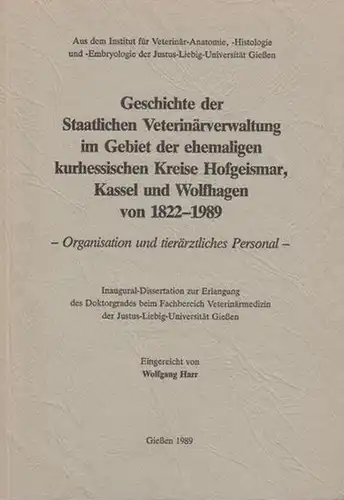 Aus dem Institut für Veterinär-Anatomie, -Histologie
und -Embryologie der Justus-Liebig-Universität Gießen
Geschichte der
Staatlichen Veterinärverwaltung
im Gebiet der ehemaligen
kurhessischen Kreise Hofgeismar,
Kassel und Wolfhagen
von 1822–1989
– Organisation und tierärztliches Personal –
Inaugural-Dissertation zur Erlangung
des Doktorgrades beim Fachbereich Veterinärmedizin
der Justus-Liebig-Universität Gießen
Eingereicht von
Wolfgang Harr
Gießen 1989